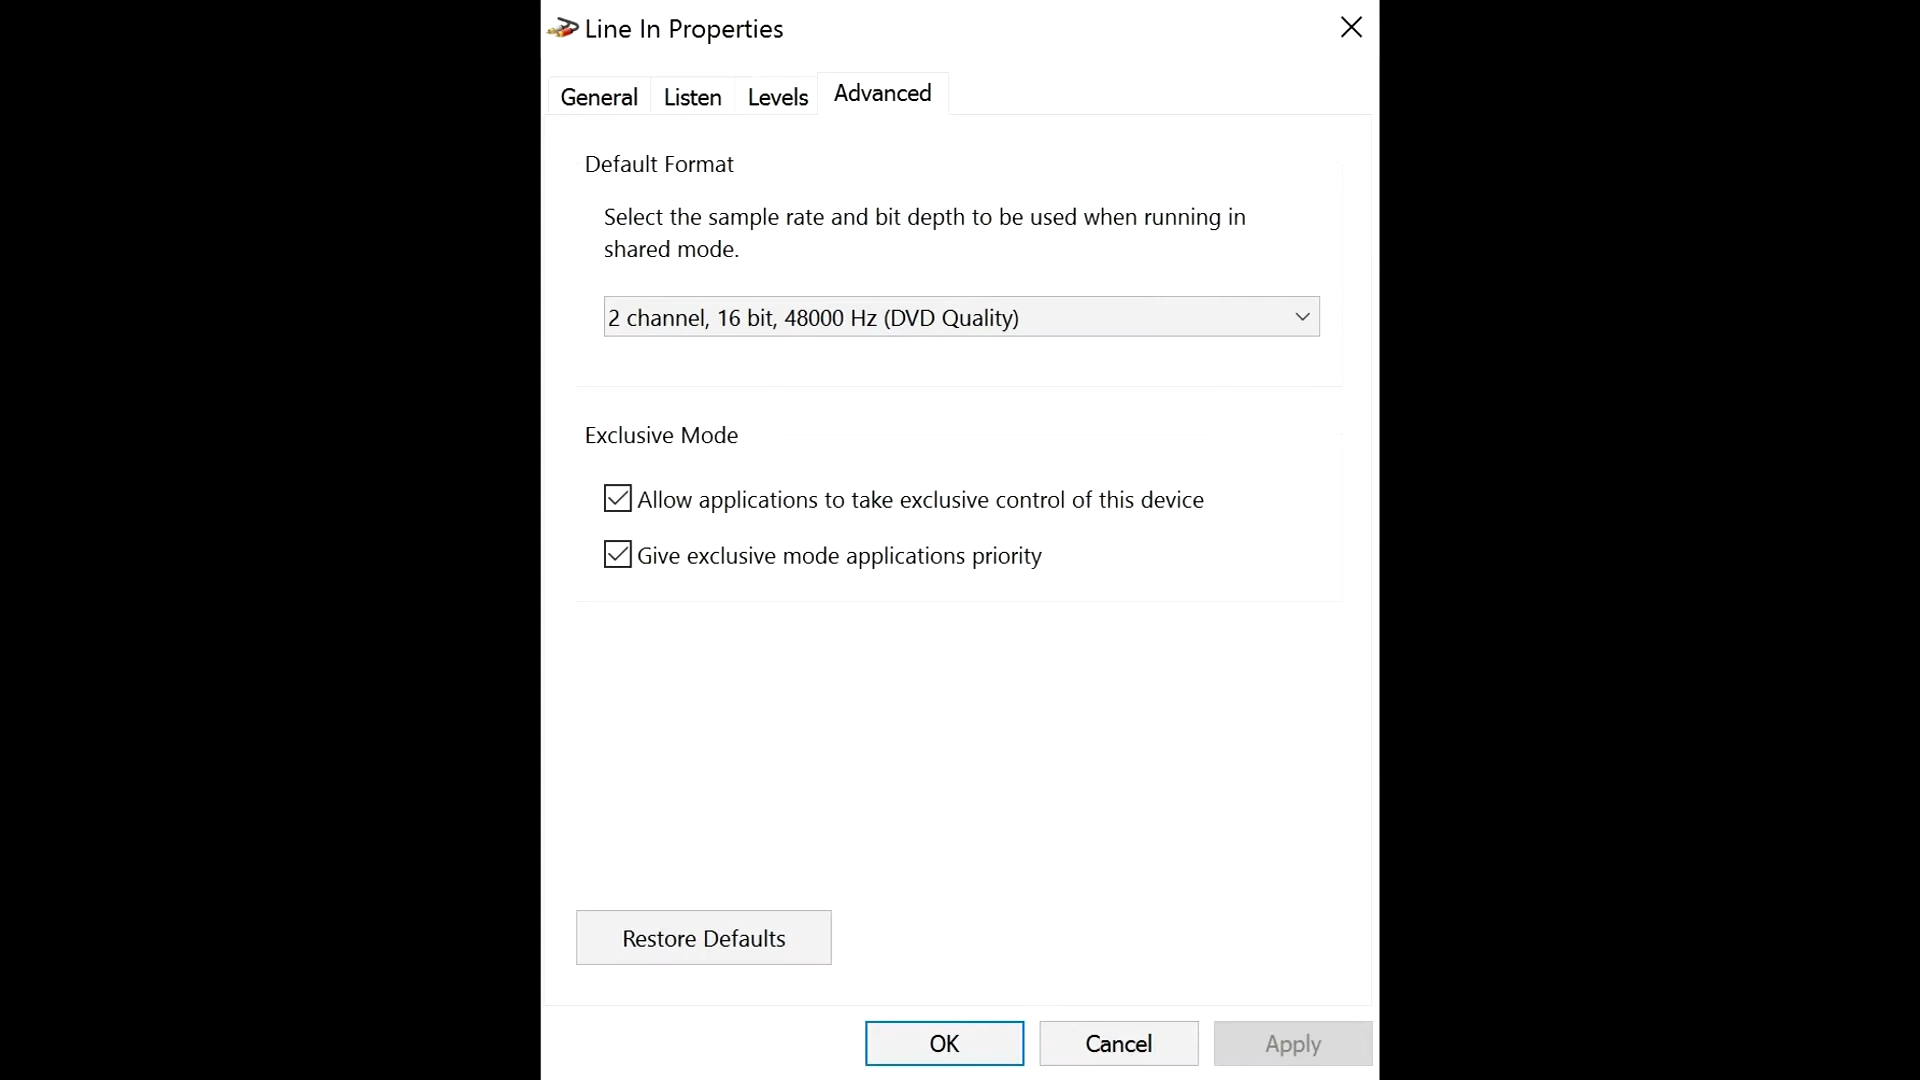 Line In Properties
General Listen Levels Advanced
Default Format
Select the sample rate and bit depth to be used when running in
shared mode.
2 channel, 16 bit, 48000 Hz (DVD Quality)
Exclusive Mode
Allow applications to take exclusive control of this device
Give exclusive mode applications priority
Restore Defaults
OK Cancel Apply